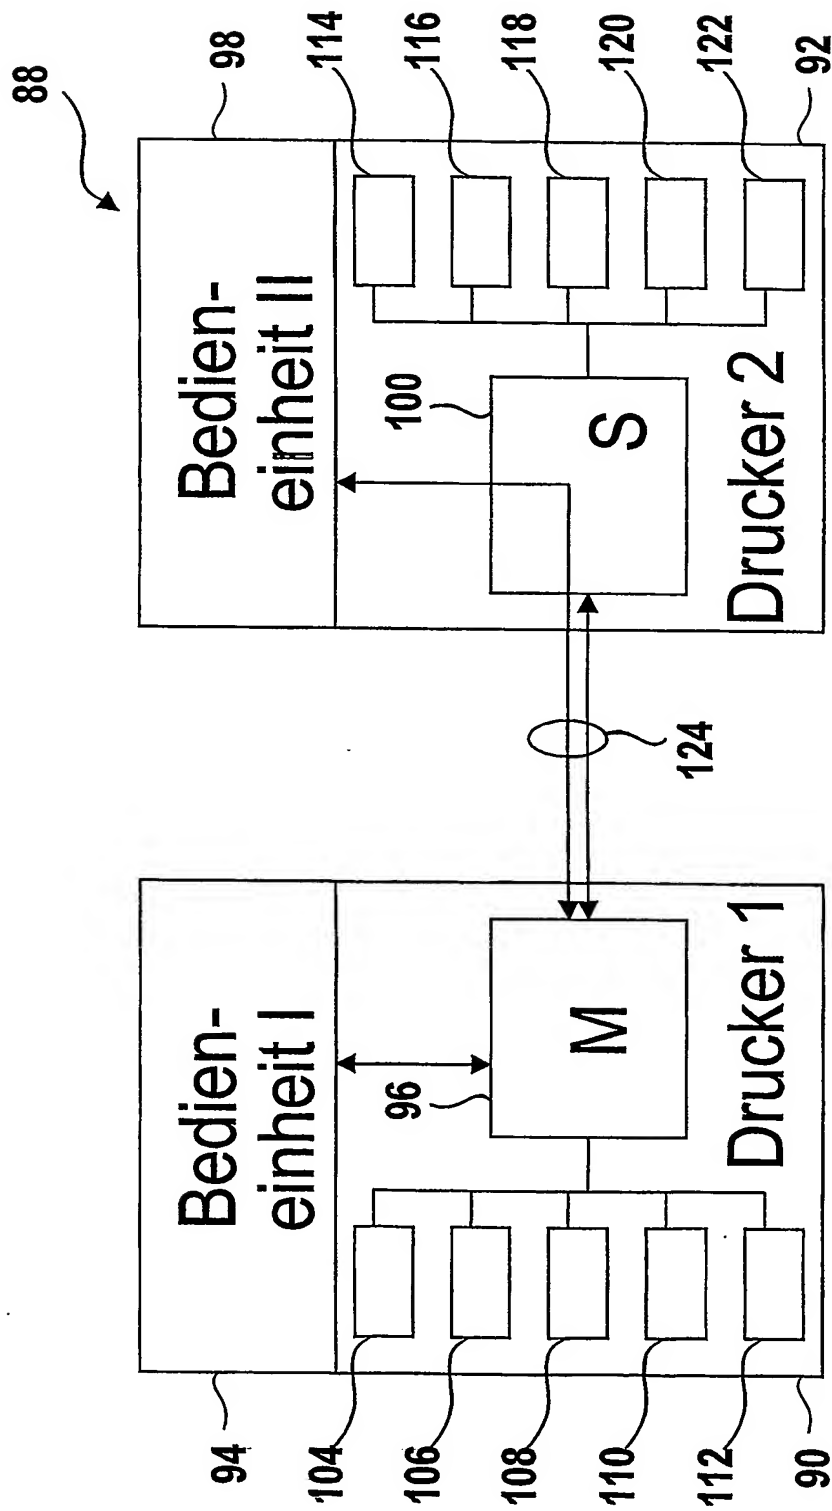 88
94
Bedien-
einheit I
104
106
108
110
112
96
M
Drucker 1
90
124
98
Bedien-
einheit II
114
116
118
120
122
100
S
Drucker 2
92